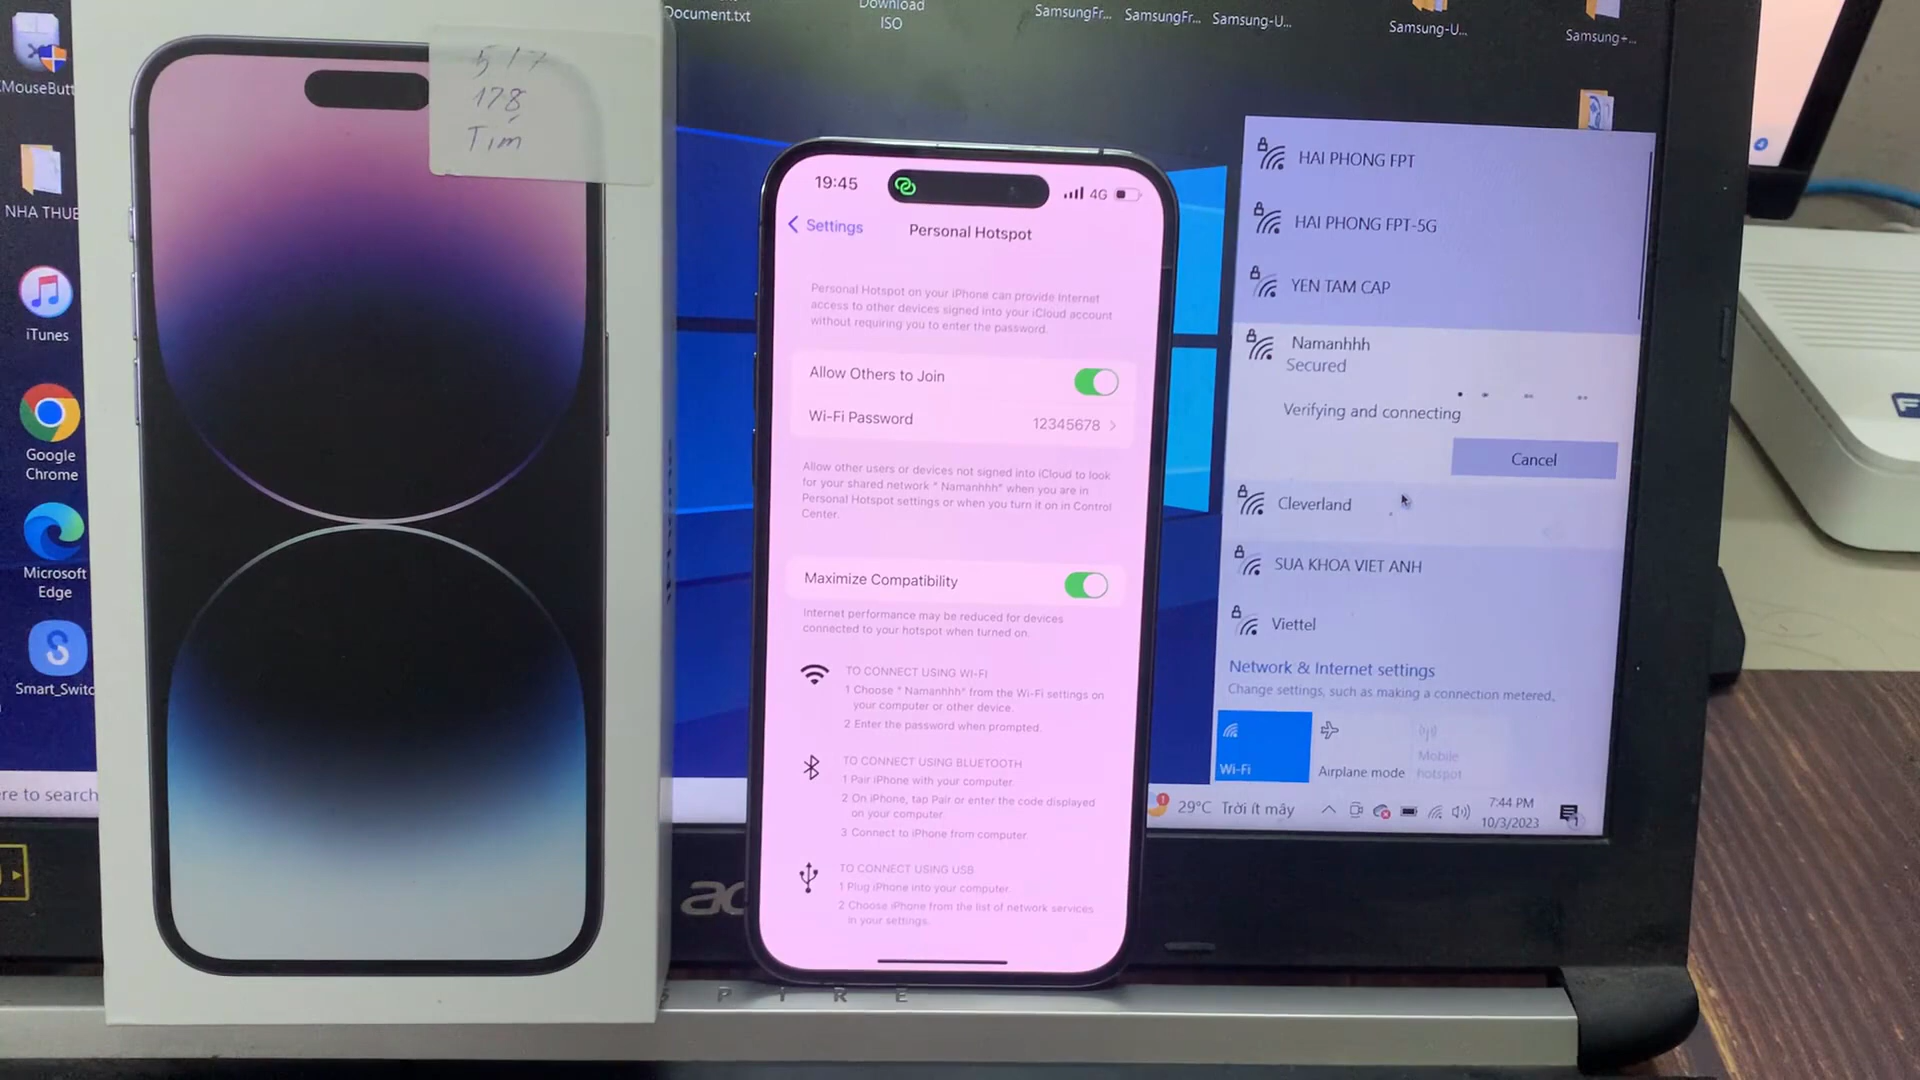 Document.txt
Download
ISO
SamsungFr...
SamsungFr...
Samsung-U...
Samsung-U...
Samsung+...
NHA THUE
iTunes
Google
Chrome
Microsoft
Edge
Smart_Switc
ere to search
517
128
Tím
19:45
4G
Settings
Personal Hotspot
Personal Hotspot on your iPhone can provide Internet
access to other devices signed into your iCloud account
without requiring you to enter the password.
Allow Others to Join
Wi-Fi Password
12345678
Allow other users or devices not signed into iCloud to look
for your shared network " Namanhhh" when you are in
Personal Hotspot settings or when you turn it on in Control
Center.
Maximize Compatibility
Internet performance may be reduced for devices
connected to your hotspot when turned on.
TO CONNECT USING WI-FI
1 Choose " Namanhhh" from the Wi-Fi settings on
your computer or other device.
2 Enter the password when prompted.
TO CONNECT USING BLUETOOTH
1 Pair iPhone with your computer.
2 On iPhone, tap Pair or enter the code displayed
on your computer.
3 Connect to iPhone from computer.
TO CONNECT USING USB
1 Plug iPhone into your computer.
2 Choose iPhone from the list of network services
in your settings.
HAI PHONG FPT
HAI PHONG FPT-5G
YEN TAM CAP
Namanhhh
Secured
Verifying and connecting
Cancel
Cleverland
SUA KHOA VIET ANH
Viettel
Network & Internet settings
Change settings, such as making a connection metered.
Wi-Fi
Airplane mode
Mobile
hotspot
29°C Trời ít mây
7:44 PM
10/3/2023
ac
PIRE